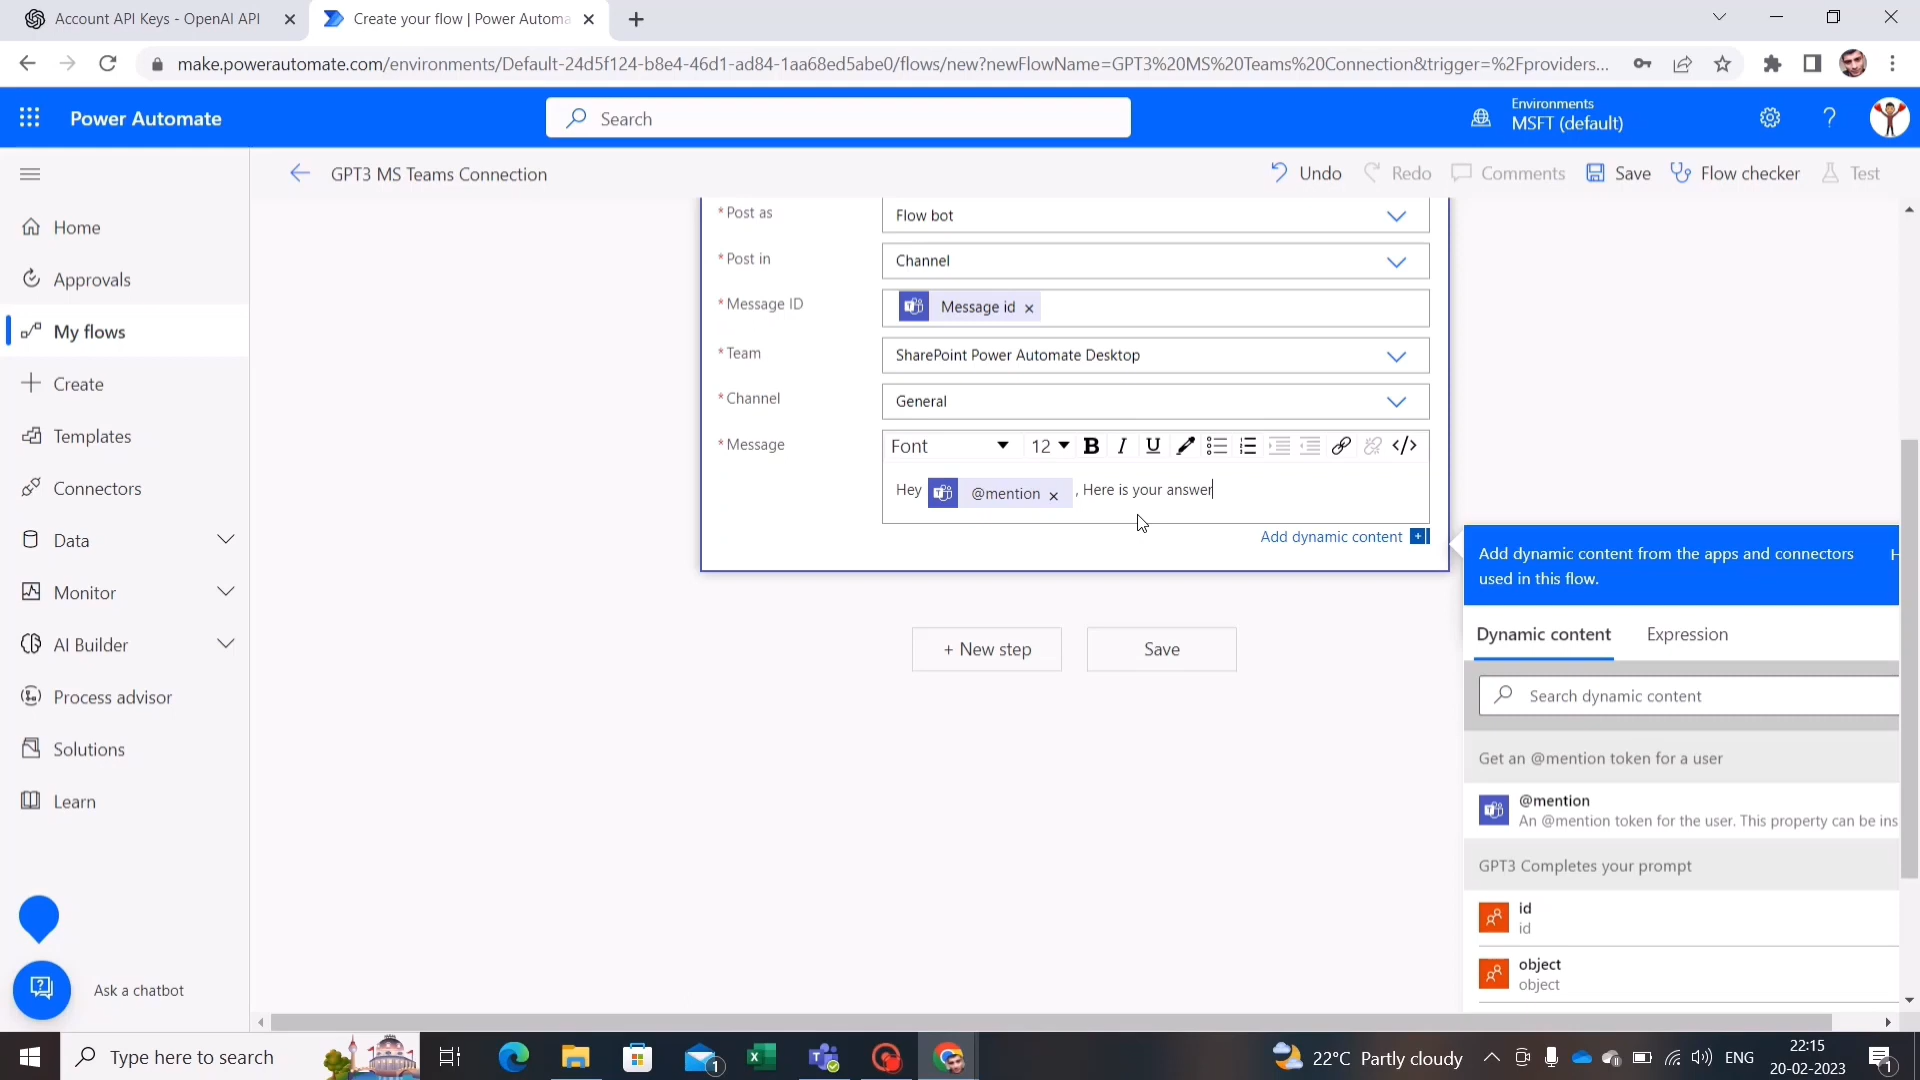 Account API Keys - OpenAI API
Create your flow | Power Automa
make.powerautomate.com/environments/Default-24d5f124-b8e4-46d1-ad84-1aa68ed5abe0/flows/new?newFlowName=GPT3%20MS%20Teams%20Connection&trigger=%2Fproviders...
Power Automate
Search
Environments
MSFT (default)
GPT3 MS Teams Connection
Undo
Redo
Comments
Save
Flow checker
Test
Home
Approvals
My flows
Create
Templates
Connectors
Data
Monitor
AI Builder
Process advisor
Solutions
Learn
Ask a chatbot
* Post as
Flow bot
* Post in
Channel
* Message ID
Message id ×
* Team
SharePoint Power Automate Desktop
* Channel
General
* Message
Font
12
B I U
</>
Hey @mention × , Here is your answer
Add dynamic content
+ New step
Save
Add dynamic content from the apps and connectors
used in this flow.
H
Dynamic content
Expression
Search dynamic content
Get an @mention token for a user
@mention
An @mention token for the user. This property can be ins
GPT3 Completes your prompt
id
id
object
object
Type here to search
1
22°C Partly cloudy
ENG
22:15
20-02-2023
1